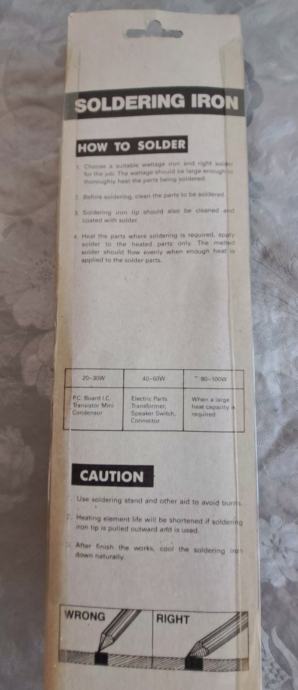 SOLDERING IRON
HOW TO SOLDER
1. Choose a suitable wattage iron and right solder
for the job. The wattage should be large enough to
thoroughly heat the parts being soldered.
2. Before soldering, clean the parts to be soldered.
3. Soldering iron tip should also be cleaned and
coated with solder.
4. Heat the parts where soldering is required, apply
solder to the heated parts only. The melted
solder should flow evenly when enough heat is
applied to the solder parts.
20-30W 40-60W 80-100W
P.C. Board I.C. Electric Parts When a large
Transistor Mini Transformer, heat capacity is
Condensor Speaker Switch, required
Connector
CAUTION
Use soldering stand and other aid to avoid burns.
2. Heating element life will be shortened if soldering
iron tip is pulled outward and is used.
After finish the works, cool the soldering iron
down naturally.
WRONG RIGHT